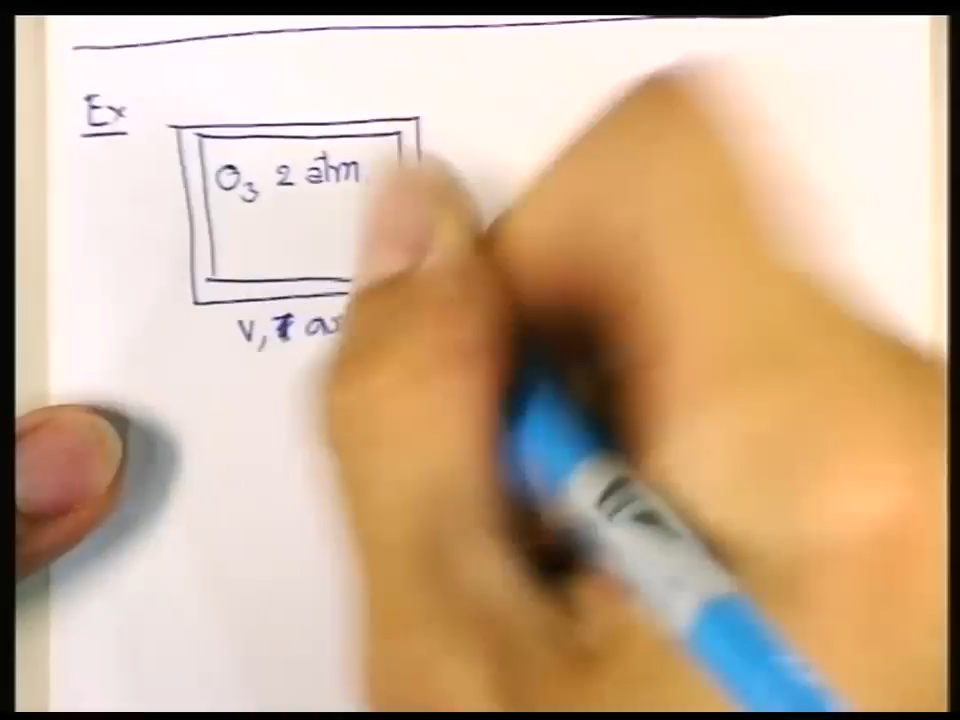 Ex
O₃ 2 atm
V, T